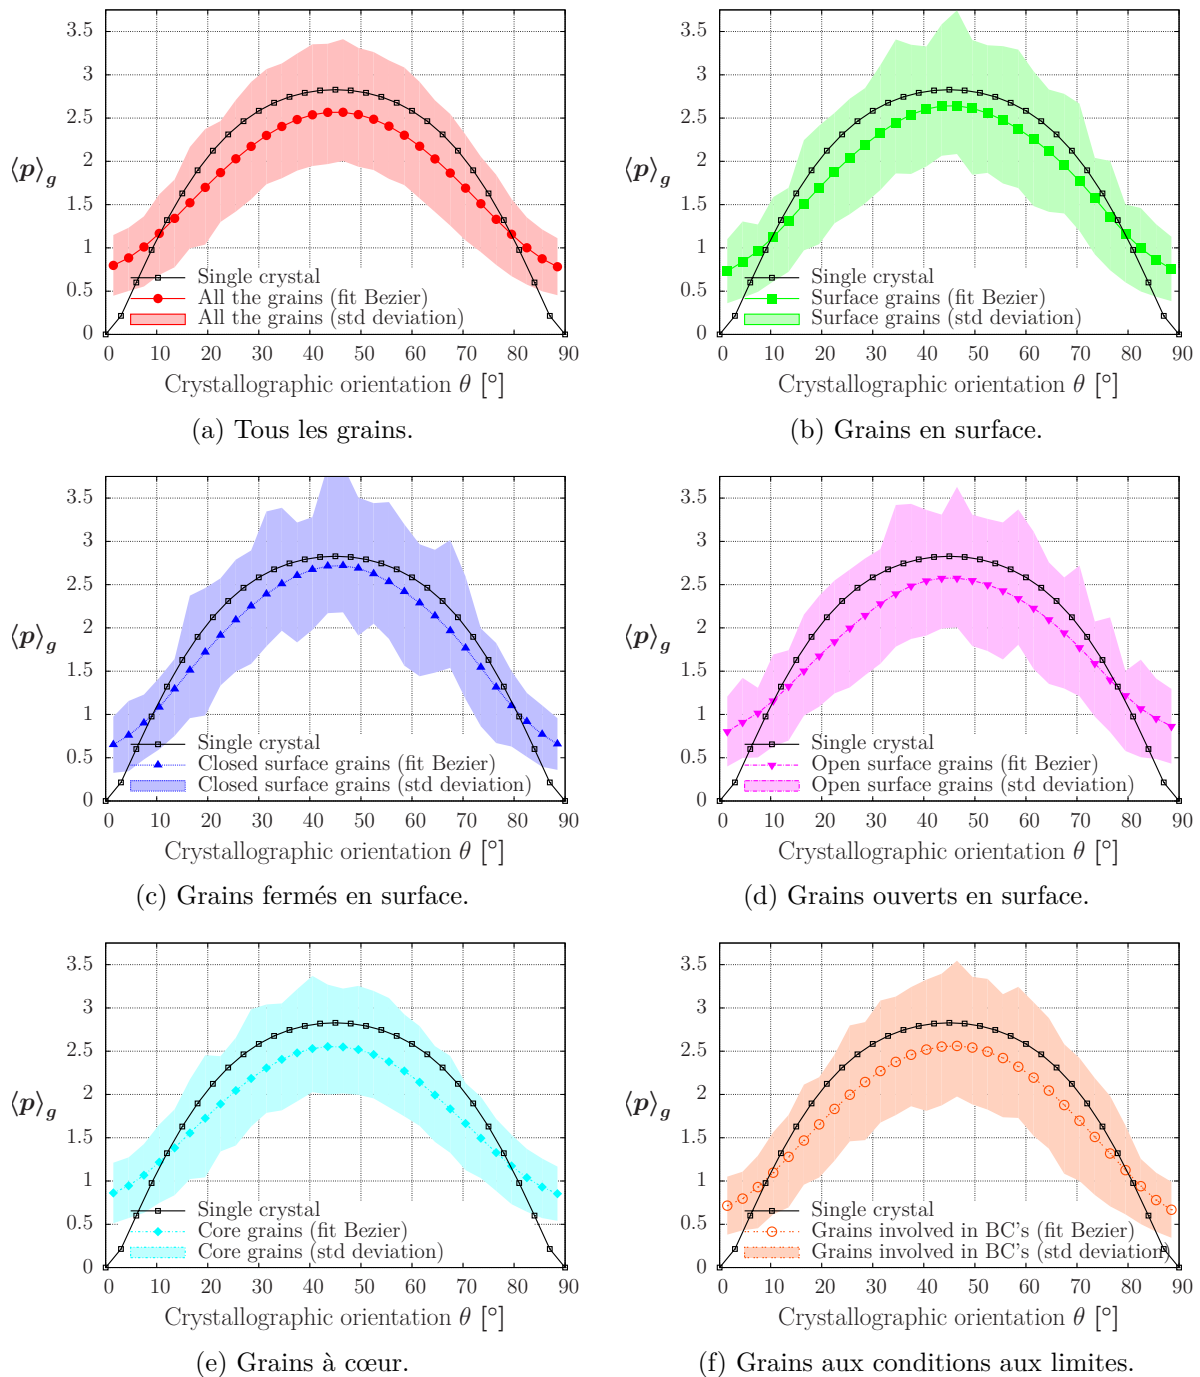 3.5
3
2.5
2
1.5
1
0.5
0
⟨p⟩g
Single crystal
All the grains (fit Bezier)
All the grains (std deviation)
0 10 20 30 40 50 60 70 80 90
Crystallographic orientation θ [°]
(a) Tous les grains.
3.5
3
2.5
2
1.5
1
0.5
0
⟨p⟩g
Single crystal
Surface grains (fit Bezier)
Surface grains (std deviation)
0 10 20 30 40 50 60 70 80 90
Crystallographic orientation θ [°]
(b) Grains en surface.
3.5
3
2.5
2
1.5
1
0.5
0
⟨p⟩g
Single crystal
Closed surface grains (fit Bezier)
Closed surface grains (std deviation)
0 10 20 30 40 50 60 70 80 90
Crystallographic orientation θ [°]
(c) Grains fermés en surface.
3.5
3
2.5
2
1.5
1
0.5
0
⟨p⟩g
Single crystal
Open surface grains (fit Bezier)
Open surface grains (std deviation)
0 10 20 30 40 50 60 70 80 90
Crystallographic orientation θ [°]
(d) Grains ouverts en surface.
3.5
3
2.5
2
1.5
1
0.5
0
⟨p⟩g
Single crystal
Core grains (fit Bezier)
Core grains (std deviation)
0 10 20 30 40 50 60 70 80 90
Crystallographic orientation θ [°]
(e) Grains à cœur.
3.5
3
2.5
2
1.5
1
0.5
0
⟨p⟩g
Single crystal
Grains involved in BC's (fit Bezier)
Grains involved in BC's (std deviation)
0 10 20 30 40 50 60 70 80 90
Crystallographic orientation θ [°]
(f) Grains aux conditions aux limites.